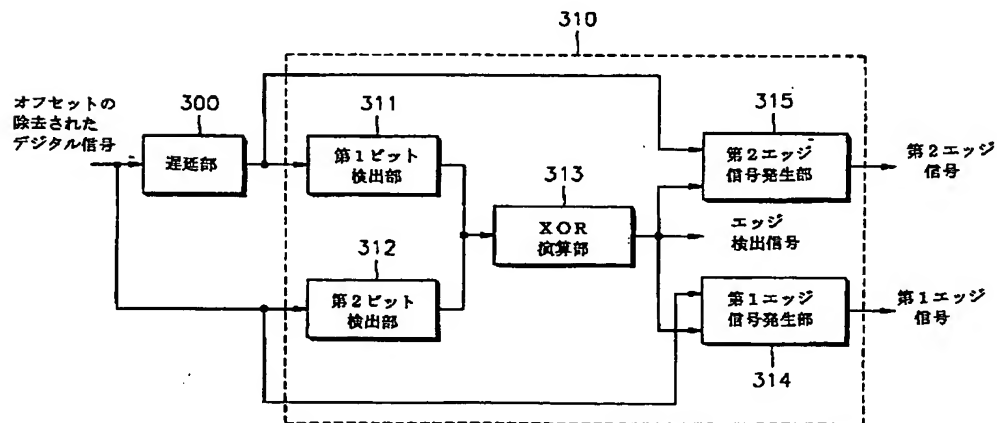 310
オフセットの
除去された
デジタル信号
300
遅延部
311
第1ビット
検出部
312
第2ビット
検出部
313
XOR
演算部
315
第2エッジ
信号発生部
第2エッジ
信号
エッジ
検出信号
第1エッジ
信号発生部
314
第1エッジ
信号